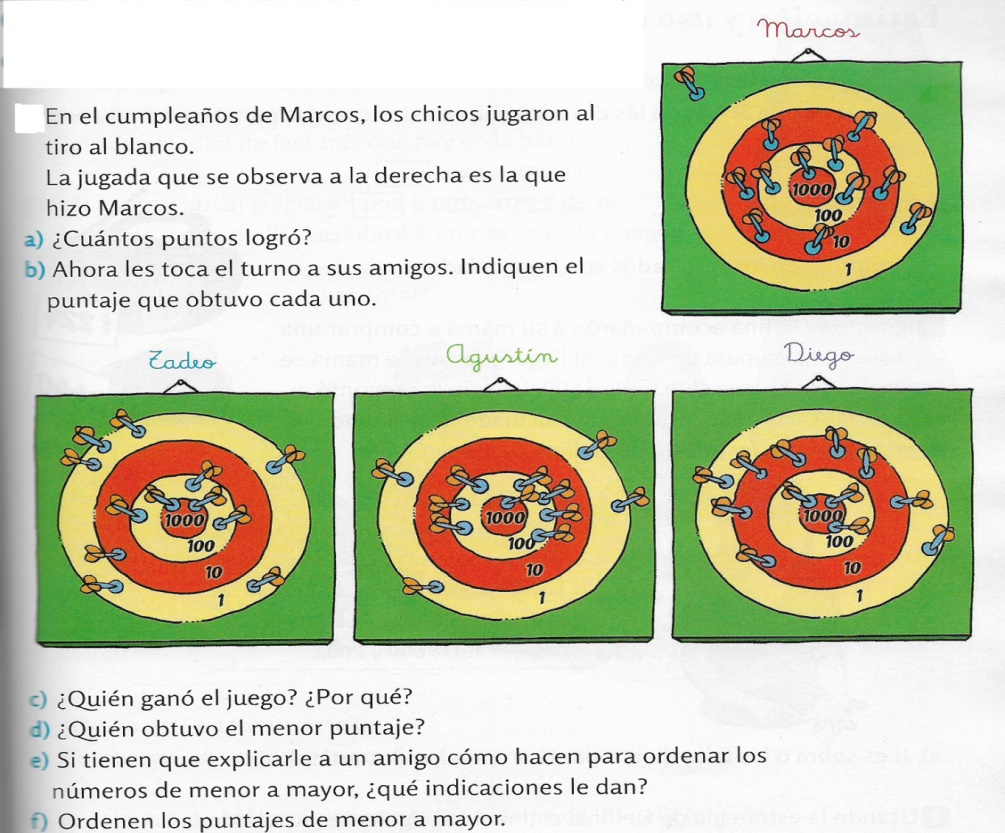 Marcos
En el cumpleaños de Marcos, los chicos jugaron al
tiro al blanco.
La jugada que se observa a la derecha es la que
hizo Marcos.
a) ¿Cuántos puntos logró?
b) Ahora les toca el turno a sus amigos. Indiquen el
puntaje que obtuvo cada uno.
1000
100
10
1
Tadeo
Agustín
Diego
1000
100
10
1
1000
100
10
1
1000
100
10
1
c) ¿Quién ganó el juego? ¿Por qué?
d) ¿Quién obtuvo el menor puntaje?
e) Si tienen que explicarle a un amigo cómo hacen para ordenar los
números de menor a mayor, ¿qué indicaciones le dan?
f) Ordenen los puntajes de menor a mayor.